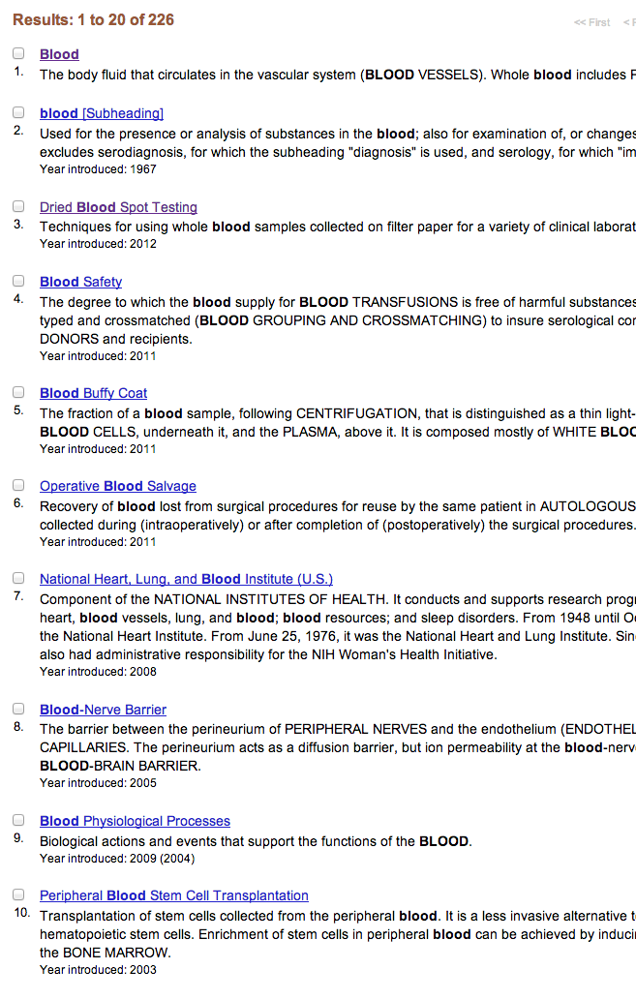 Results: 1 to 20 of 226
<< First
Blood
1. The body fluid that circulates in the vascular system (BLOOD VESSELS). Whole blood includes
blood [Subheading]
2. Used for the presence or analysis of substances in the blood; also for examination of, or changes
excludes serodiagnosis, for which the subheading "diagnosis" is used, and serology, for which "im
Year introduced: 1967
Dried Blood Spot Testing
3. Techniques for using whole blood samples collected on filter paper for a variety of clinical laborat
Year introduced: 2012
Blood Safety
4. The degree to which the blood supply for BLOOD TRANSFUSIONS is free of harmful substances
typed and crossmatched (BLOOD GROUPING AND CROSSMATCHING) to insure serological cor
DONORS and recipients.
Year introduced: 2011
Blood Buffy Coat
5. The fraction of a blood sample, following CENTRIFUGATION, that is distinguished as a thin light-
BLOOD CELLS, underneath it, and the PLASMA, above it. It is composed mostly of WHITE BLOO
Year introduced: 2011
Operative Blood Salvage
6. Recovery of blood lost from surgical procedures for reuse by the same patient in AUTOLOGOUS
collected during (intraoperatively) or after completion of (postoperatively) the surgical procedures.
Year introduced: 2011
National Heart, Lung, and Blood Institute (U.S.)
7. Component of the NATIONAL INSTITUTES OF HEALTH. It conducts and supports research progr
heart, blood vessels, lung, and blood; blood resources; and sleep disorders. From 1948 until O
the National Heart Institute. From June 25, 1976, it was the National Heart and Lung Institute. Sin
also had administrative responsibility for the NIH Woman's Health Initiative.
Year introduced: 2008
Blood-Nerve Barrier
8. The barrier between the perineurium of PERIPHERAL NERVES and the endothelium (ENDOTHEL
CAPILLARIES. The perineurium acts as a diffusion barrier, but ion permeability at the blood-nerv
BLOOD-BRAIN BARRIER.
Year introduced: 2005
Blood Physiological Processes
9. Biological actions and events that support the functions of the BLOOD.
Year introduced: 2009 (2004)
Peripheral Blood Stem Cell Transplantation
10. Transplantation of stem cells collected from the peripheral blood. It is a less invasive alternative t
hematopoietic stem cells. Enrichment of stem cells in peripheral blood can be achieved by induci
the BONE MARROW.
Year introduced: 2003